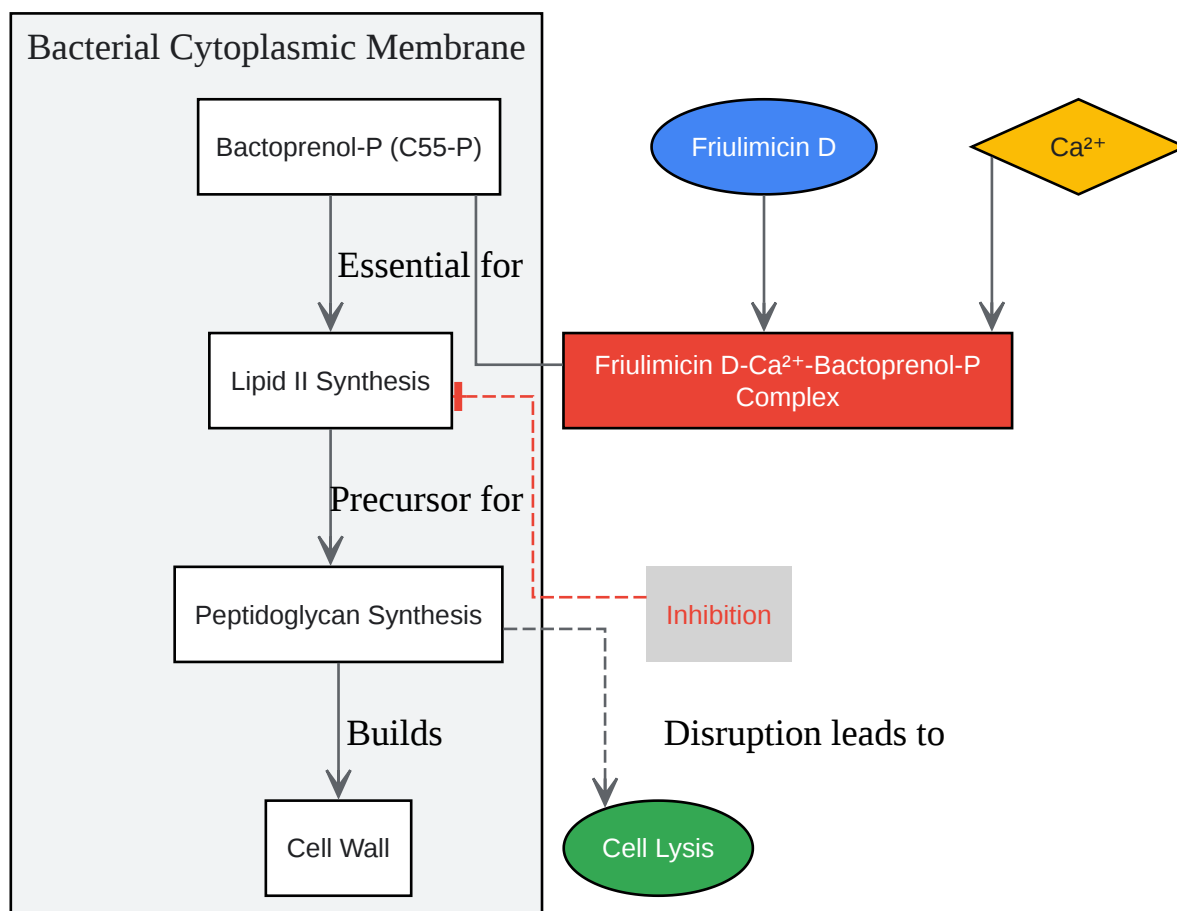 Bacterial Cytoplasmic Membrane
Bactoprenol-P (C55-P)
Friulimicin D
Ca²⁺
Essential for
Lipid II Synthesis
Friulimicin D-Ca²⁺-Bactoprenol-P
Complex
Precursor for
Peptidoglycan Synthesis
Inhibition
Builds
Disruption leads to
Cell Wall
Cell Lysis